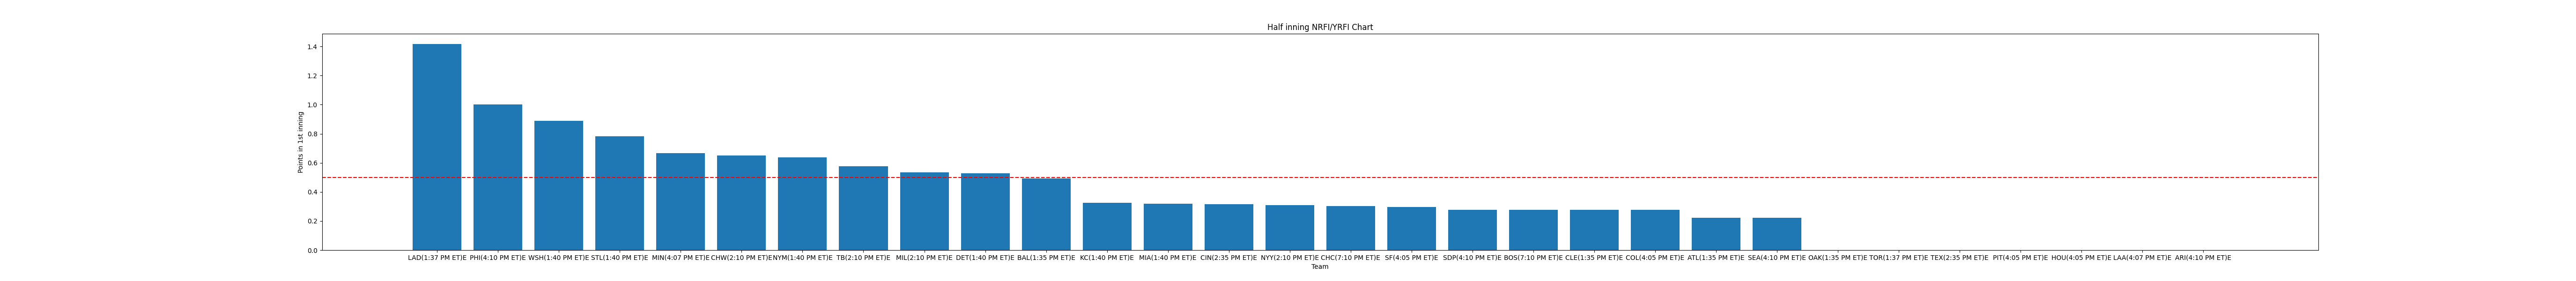 Half inning NRFI/YRFI Chart
1.4
1.2
1.0
0.8
0.6
0.4
0.2
0.0
Points in 1st inning
LAD(1:37 PM ET)E PHI(4:10 PM ET)E WSH(1:40 PM ET)E STL(1:40 PM ET)E MIN(4:07 PM ET)E CHW(2:10 PM ET)E NYM(1:40 PM ET)E TB(2:10 PM ET)E MIL(2:10 PM ET)E DET(1:40 PM ET)E BAL(1:35 PM ET)E KC(1:40 PM ET)E MIA(1:40 PM ET)E CIN(2:35 PM ET)E NYY(2:10 PM ET)E CHC(7:10 PM ET)E SF(4:05 PM ET)E SDP(4:10 PM ET)E BOS(7:10 PM ET)E CLE(1:35 PM ET)E COL(4:05 PM ET)E ATL(1:35 PM ET)E SEA(4:10 PM ET)E OAK(1:35 PM ET)E TOR(1:37 PM ET)E TEX(2:35 PM ET)E PIT(4:05 PM ET)E HOU(4:05 PM ET)E LAA(4:07 PM ET)E ARI(4:10 PM ET)E
Team